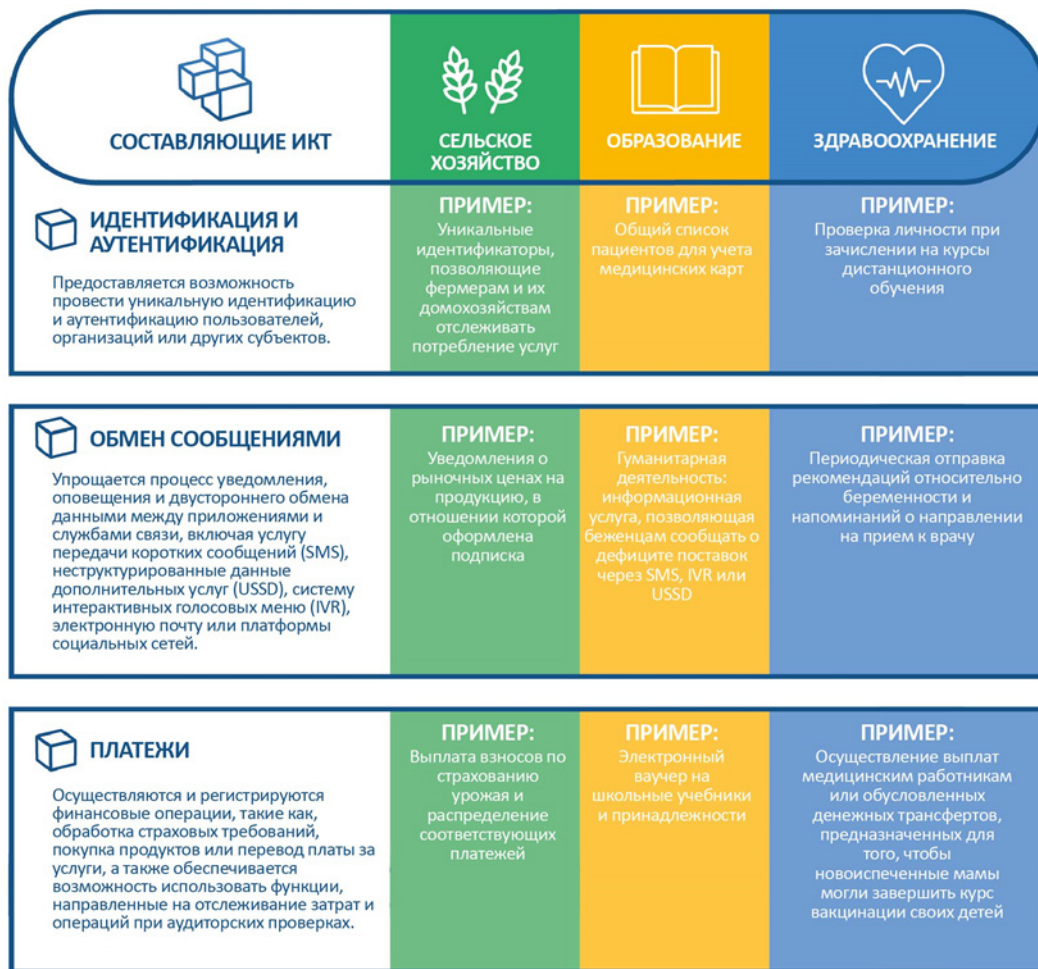 СОСТАВЛЯЮЩИЕ ИКТ
СЕЛЬСКОЕ
ХОЗЯЙСТВО
ОБРАЗОВАНИЕ
ЗДРАВООХРАНЕНИЕ
ИДЕНТИФИКАЦИЯ И
АУТЕНТИФИКАЦИЯ
Предоставляется возможность
провести уникальную идентификацию
и аутентификацию пользователей,
организаций или других субъектов.
ПРИМЕР:
Уникальные
идентификаторы,
позволяющие
фермерам и их
домохозяйствам
отслеживать
потребление услуг
ПРИМЕР:
Общий список
пациентов для учета
медицинских карт
ПРИМЕР:
Проверка личности при
зачислении на курсы
дистанционного
обучения
ОБМЕН СООБЩЕНИЯМИ
Упрощается процесс уведомления,
оповещения и двустороннего обмена
данными между приложениями и
службами связи, включая услугу
передачи коротких сообщений (SMS),
неструктурированные данные
дополнительных услуг (USSD), систему
интерактивных голосовых меню (IVR),
электронную почту или платформы
социальных сетей.
ПРИМЕР:
Уведомления о
рыночных ценах на
продукцию, в
отношении которой
оформлена
подписка
ПРИМЕР:
Гуманитарная
деятельность:
информационная
услуга, позволяющая
беженцам сообщать о
дефиците поставок
через SMS, IVR или
USSD
ПРИМЕР:
Периодическая отправка
рекомендаций относительно
беременности и
напоминаний о направлении
на прием к врачу
ПЛАТЕЖИ
Осуществляются и регистрируются
финансовые операции, такие как,
обработка страховых требований,
покупка продуктов или перевод платы за
услуги, а также обеспечивается
возможность использовать функции,
направленные на отслеживание затрат и
операций при аудиторских проверках.
ПРИМЕР:
Выплата взносов по
страхованию
урожая и
распределение
соответствующих
платежей
ПРИМЕР:
Электронный
ваучер на
школьные учебники
и принадлежности
ПРИМЕР:
Осуществление выплат
медицинским работникам
или обусловленных
денежных трансфертов,
предназначенных для
того, чтобы
новоиспеченные мамы
могли завершить курс
вакцинации своих детей